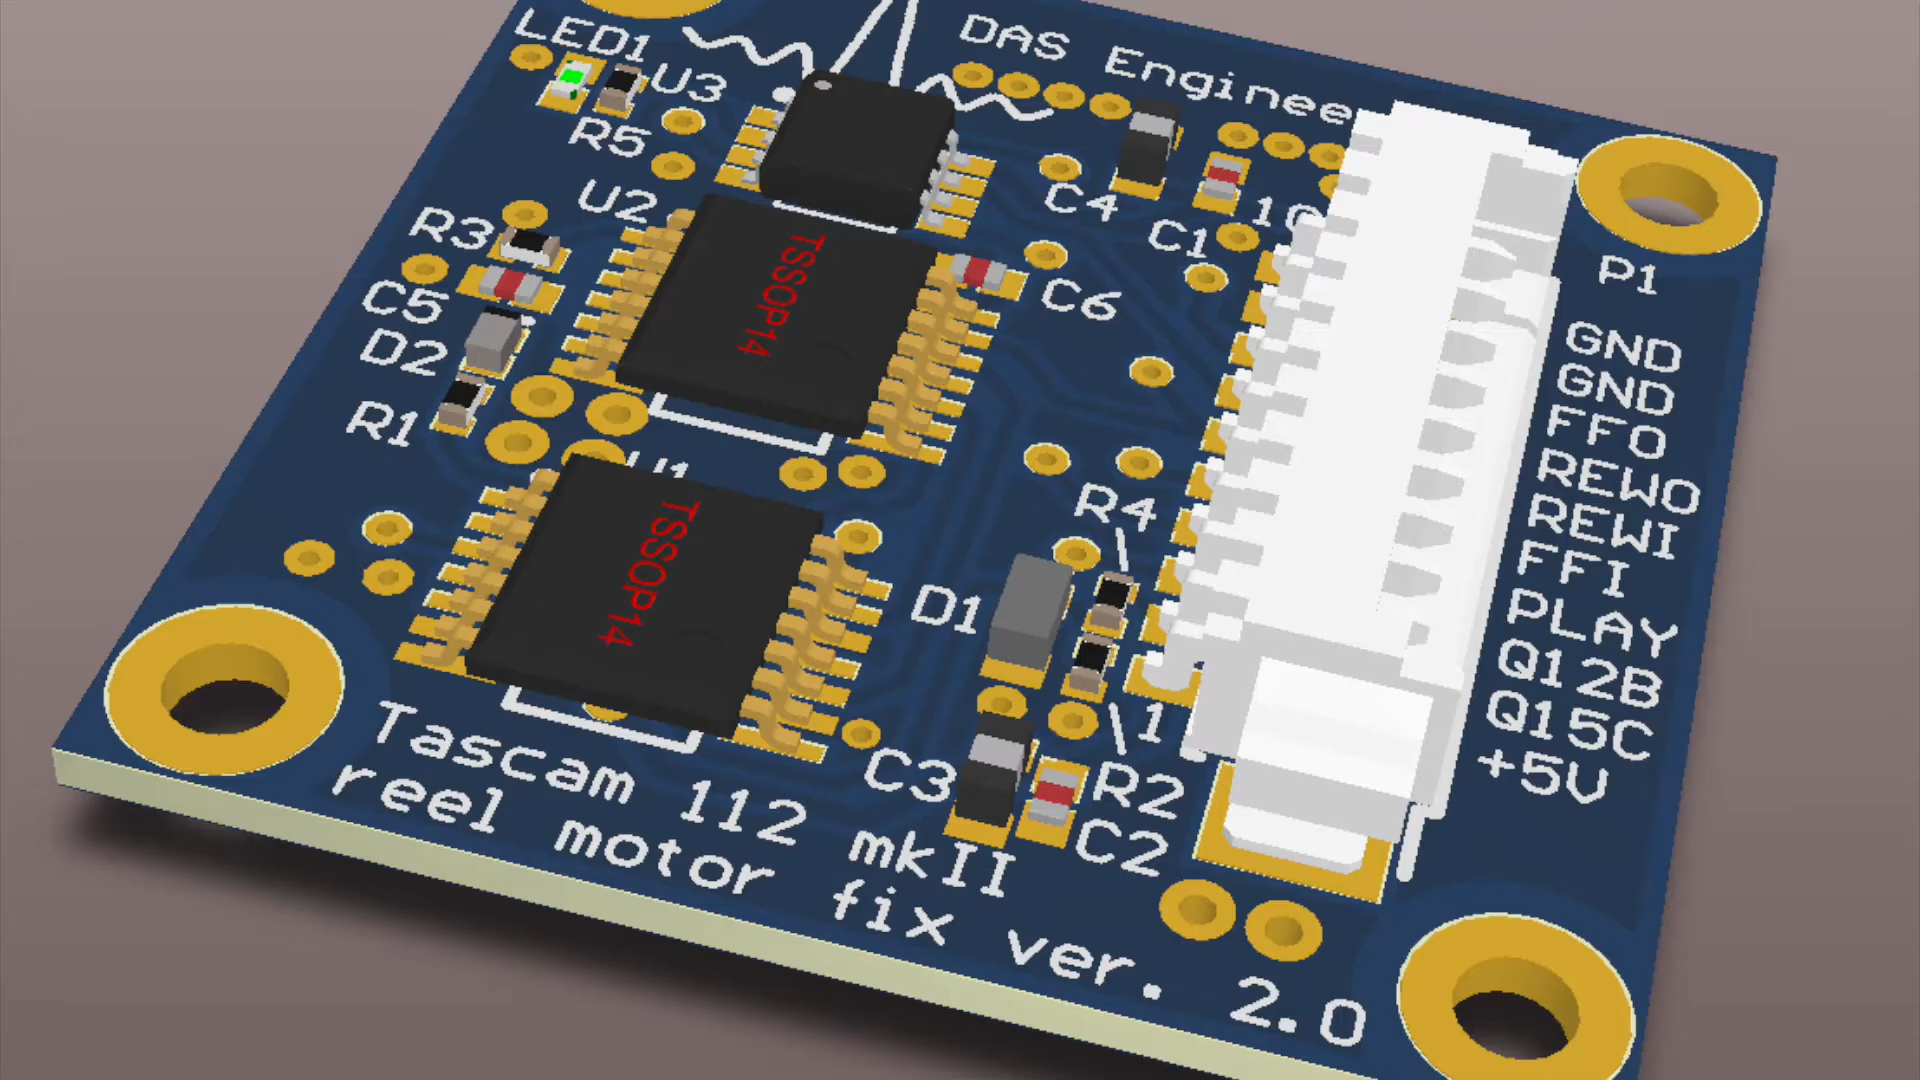 LED1
DAS Enginee
U3
R5
U2
C4
R3
C1
10
C6
C5
D2
R1
TSSOP14
U1
R4
TSSOP14
D1
P1
GND
GND
FFO
REWO
REWI
FFI
PLAY
Q12B
Q15C
+5V
1
C3
R2
C2
Tascam 112 mkII
reel motor fix ver. 2.0